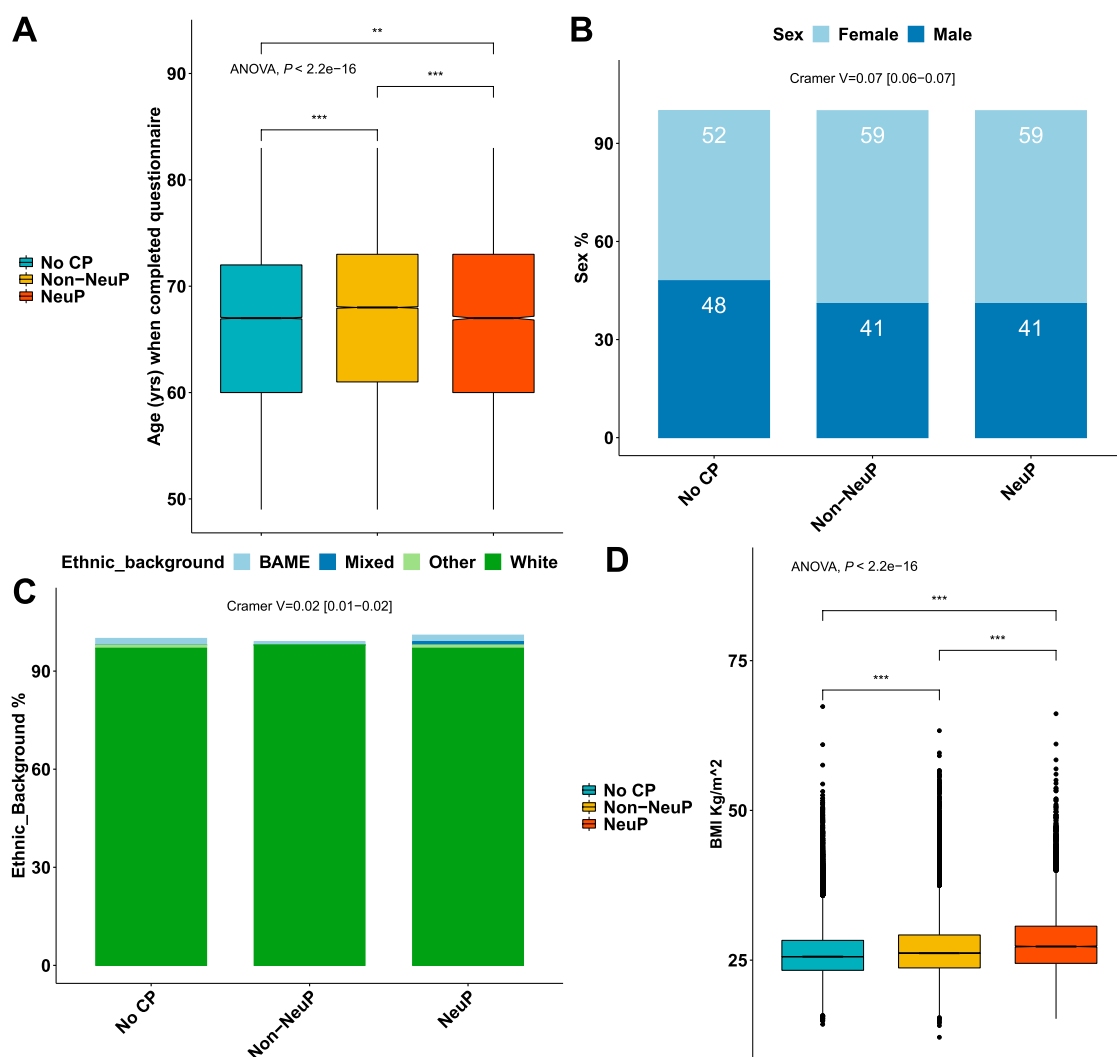 A
**
ANOVA, P < 2.2e−16
***
***
90
80
70
60
50
Age (yrs) when completed questionnaire
No CP
Non−NeuP
NeuP
B
Sex Female Male
Cramer V=0.07 [0.06−0.07]
52
59
59
48
41
41
90
60
30
0
Sex %
No CP
Non−NeuP
NeuP
Ethnic_background BAME Mixed Other White
C
Cramer V=0.02 [0.01−0.02]
90
60
30
0
Ethnic_Background %
No CP
Non−NeuP
NeuP
D
ANOVA, P < 2.2e−16
***
***
***
75
50
25
BMI Kg/m^2
No CP
Non−NeuP
NeuP